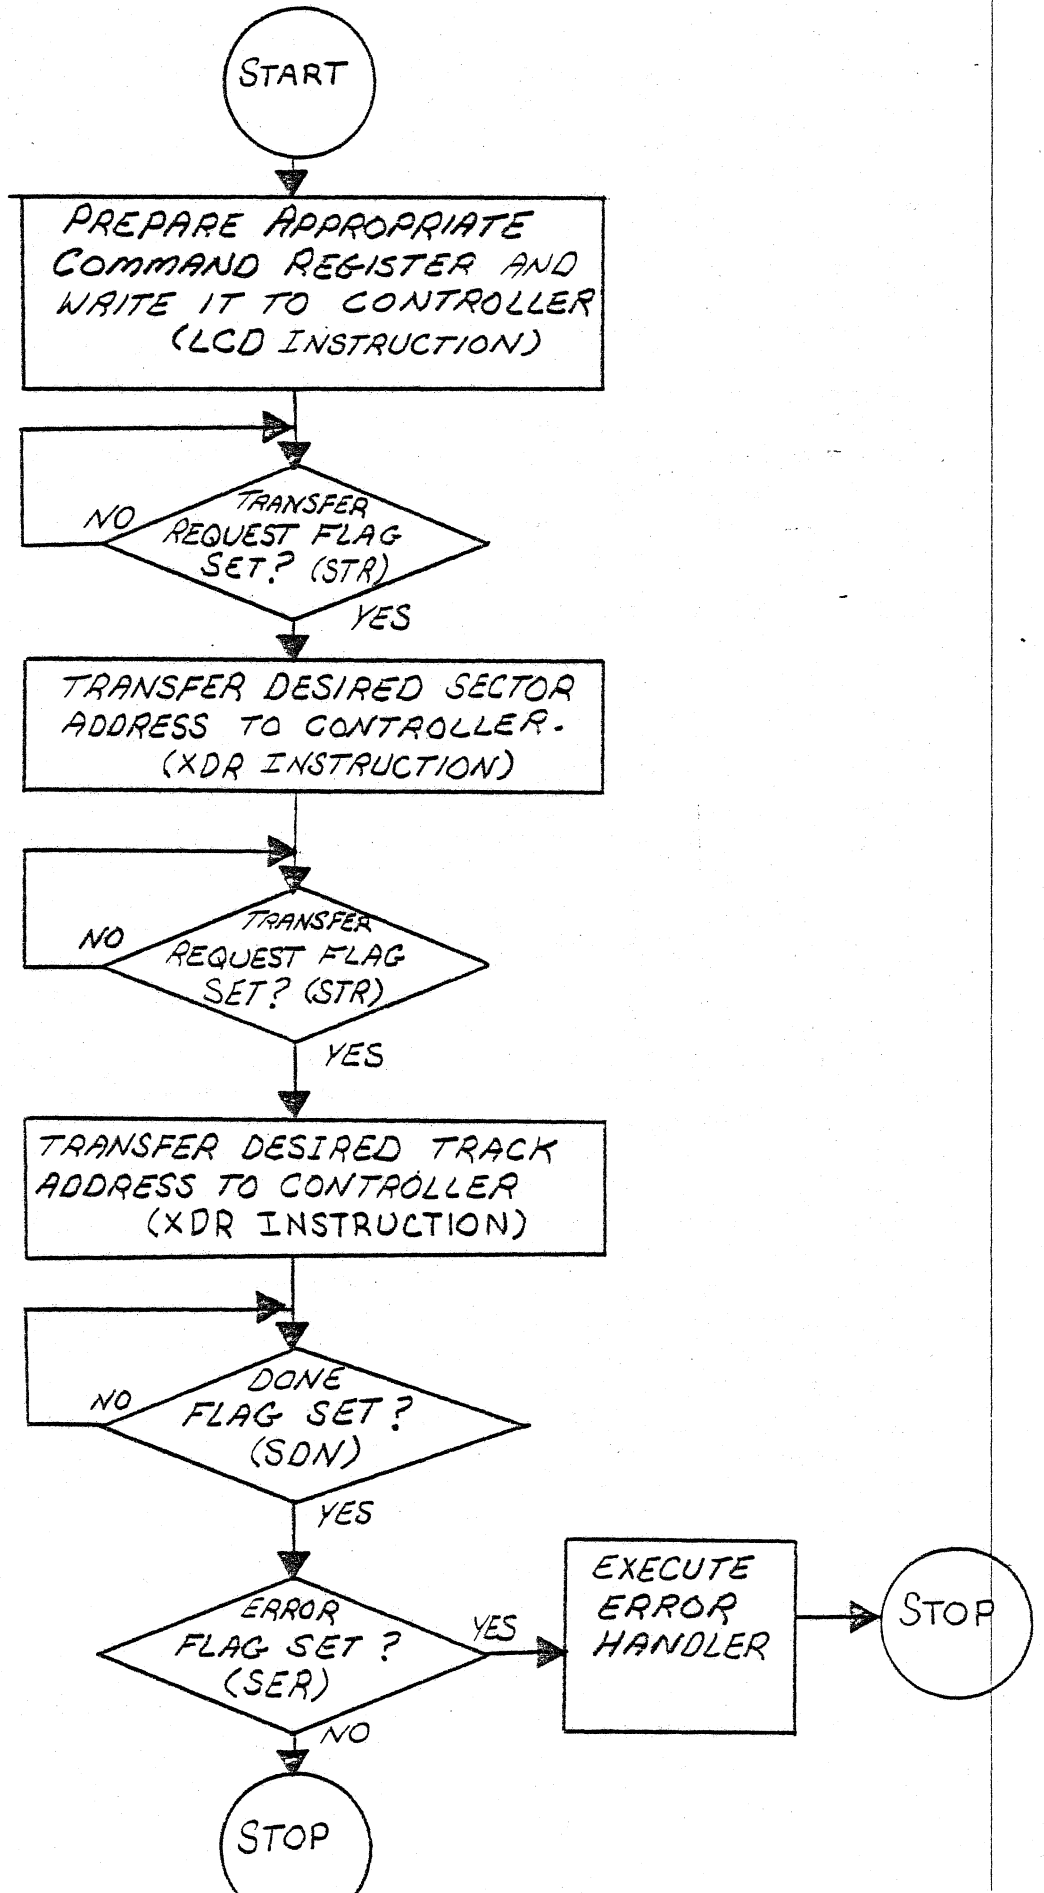 START
PREPARE APPROPRIATE
COMMAND REGISTER AND
WRITE IT TO CONTROLLER
(LCD INSTRUCTION)
TRANSFER
REQUEST FLAG
SET? (STR)
NO
YES
TRANSFER DESIRED SECTOR
ADDRESS TO CONTROLLER.
(XDR INSTRUCTION)
TRANSFER
REQUEST FLAG
SET? (STR)
NO
YES
TRANSFER DESIRED TRACK
ADDRESS TO CONTROLLER
(XDR INSTRUCTION)
DONE
FLAG SET?
(SDN)
NO
YES
ERROR
FLAG SET?
(SER)
YES
EXECUTE
ERROR
HANDLER
STOP
NO
STOP